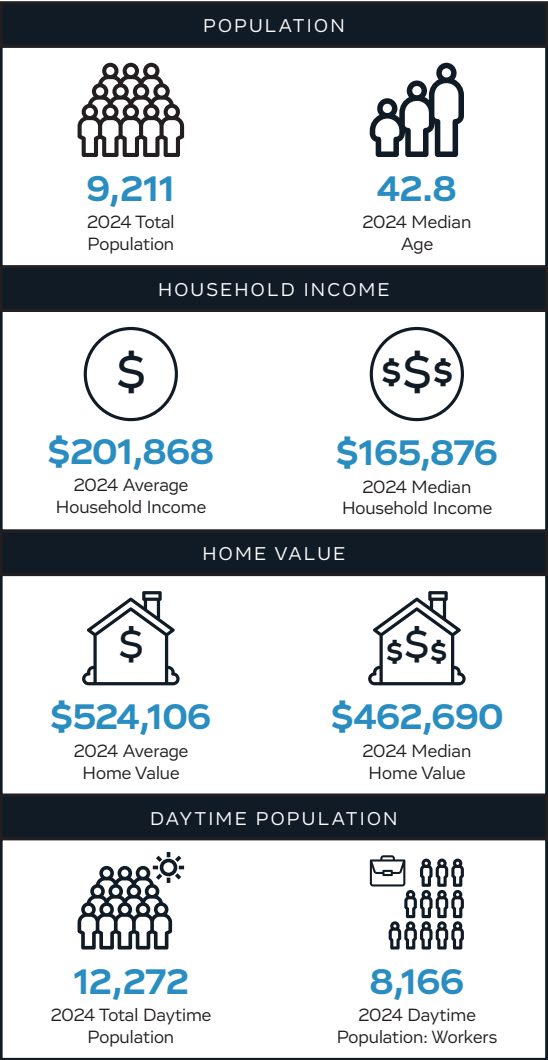 POPULATION
9,211
2024 Total
Population
42.8
2024 Median
Age
HOUSEHOLD INCOME
$
$201,868
2024 Average
Household Income
$$$
$165,876
2024 Median
Household Income
HOME VALUE
$
$524,106
2024 Average
Home Value
$$$
$462,690
2024 Median
Home Value
DAYTIME POPULATION
12,272
2024 Total Daytime
Population
8,166
2024 Daytime
Population: Workers